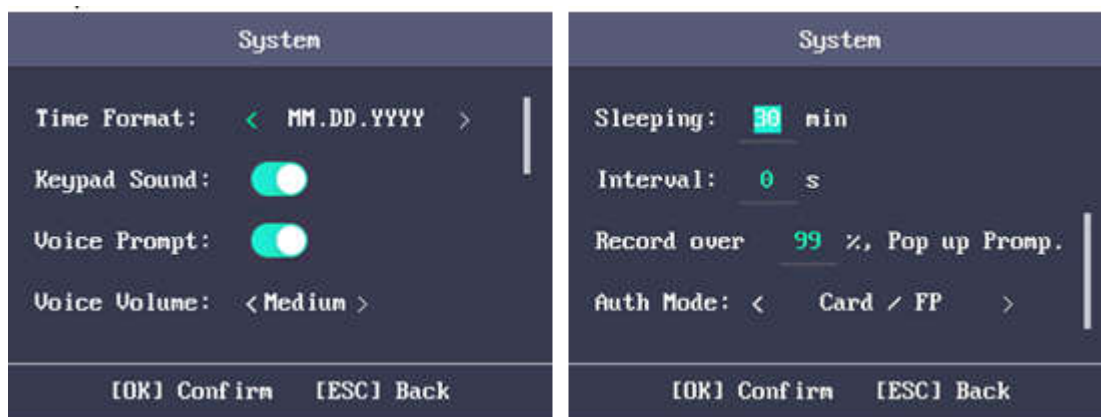 System
Time Format: < MM.DD.YYYY >
Keypad Sound:
Voice Prompt:
Voice Volume: < Medium >
[OK] Confirm [ESC] Back
System
Sleeping: 30 min
Interval: 0 s
Record over 99 %, Pop up Promp.
Auth Mode: < Card / FP >
[OK] Confirm [ESC] Back